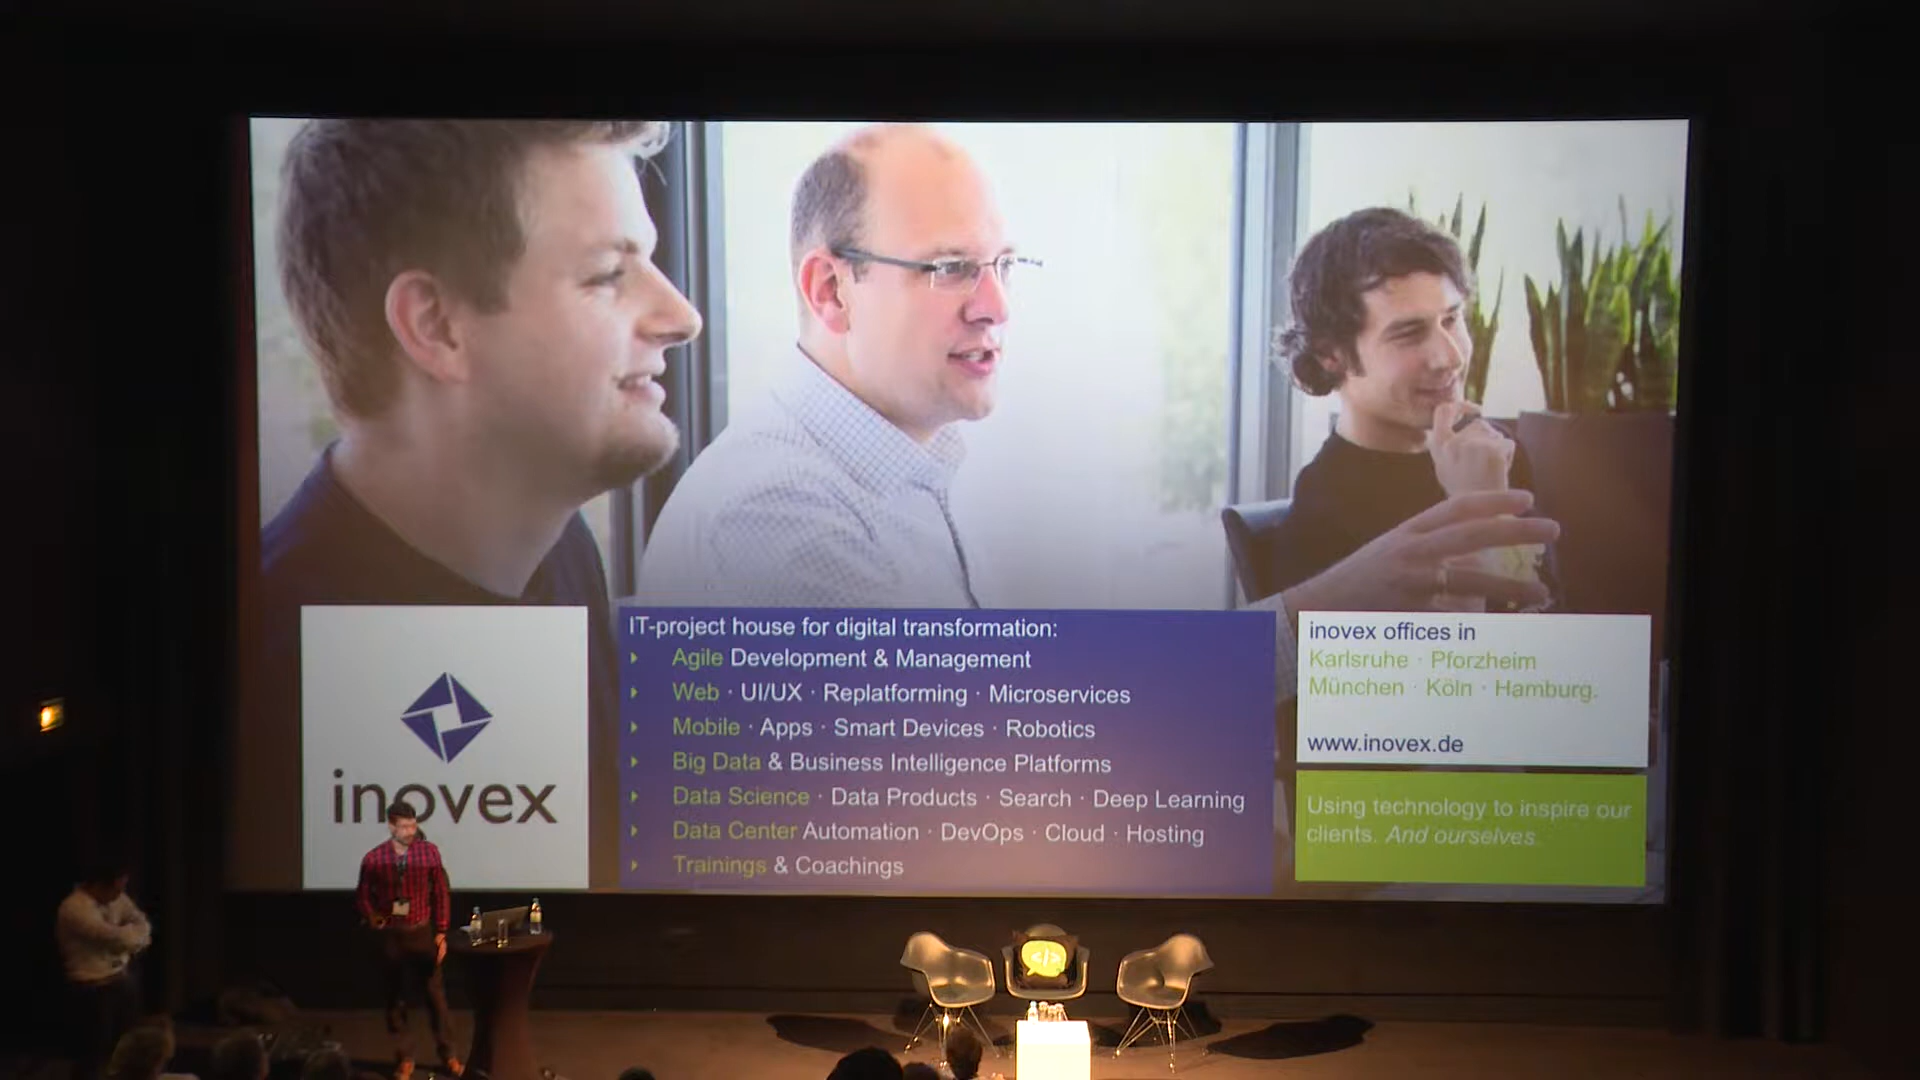 inovex
IT-project house for digital transformation:
Agile Development & Management
Web · UI/UX · Replatforming · Microservices
Mobile · Apps · Smart Devices · Robotics
Big Data & Business Intelligence Platforms
Data Science · Data Products · Search · Deep Learning
Data Center Automation · DevOps · Cloud · Hosting
Trainings & Coachings
inovex offices in
Karlsruhe · Pforzheim
München · Köln · Hamburg.
www.inovex.de
Using technology to inspire our
clients. And ourselves.